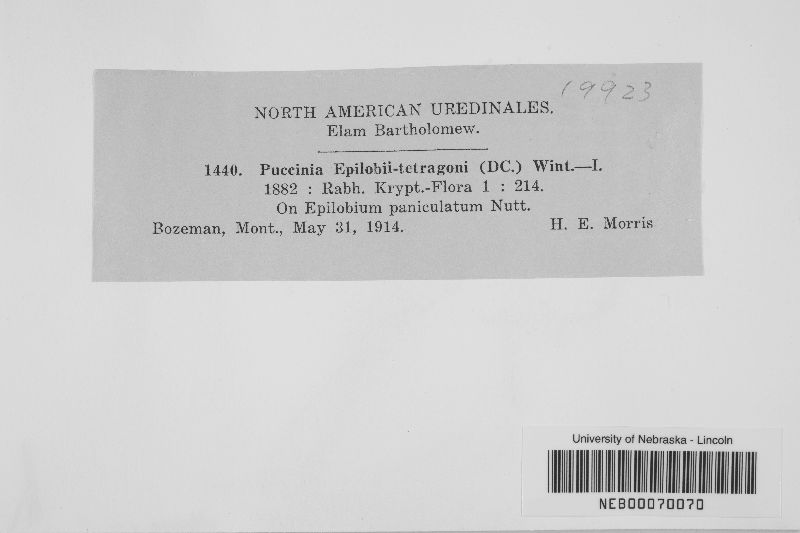 19923
NORTH AMERICAN UREDINALES.
Elam Bartholomew.
1440. Puccinia Epilobii-tetragoni (DC.) Wint.—I.
1882 : Rabh. Krypt.-Flora 1 : 214.
On Epilobium paniculatum Nutt.
Bozeman, Mont., May 31, 1914. H. E. Morris
University of Nebraska - Lincoln
NEB00070070